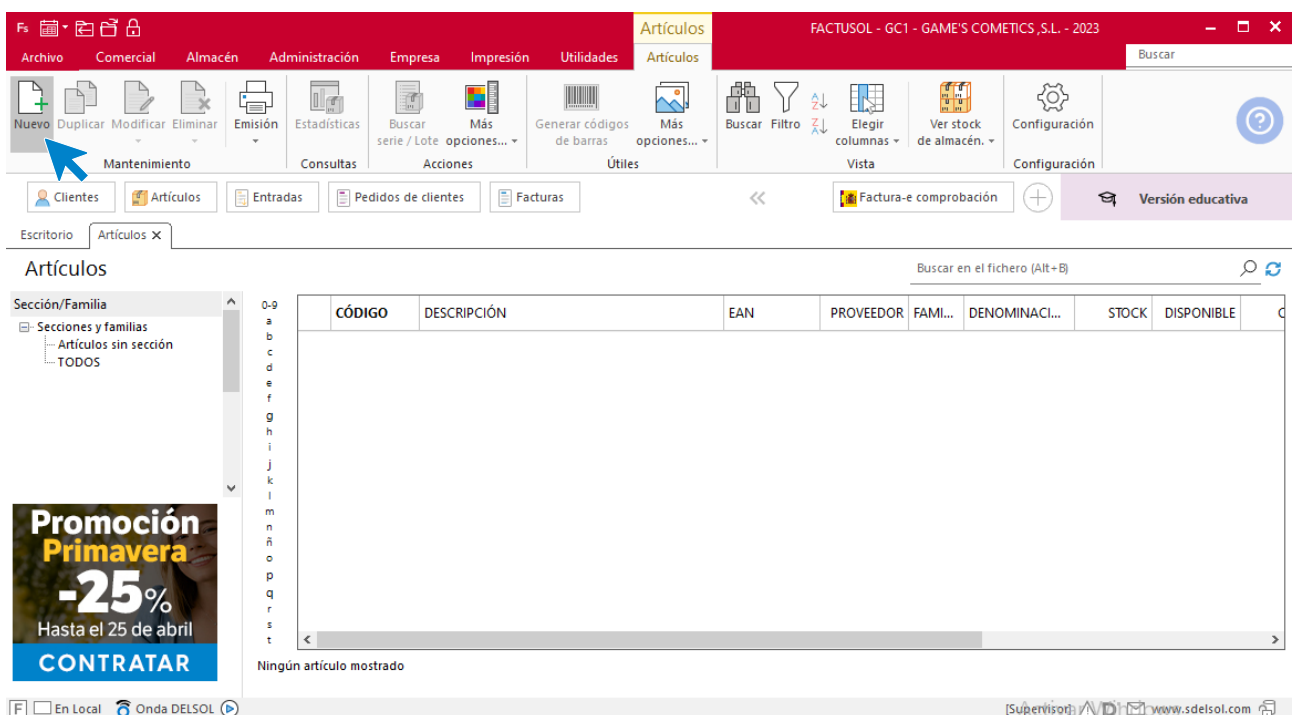 Fs
Artículos
FACTUSOL - GC1 - GAME'S COMETICS ,S.L. - 2023
Archivo Comercial Almacén Administración Empresa Impresión Utilidades Artículos
Buscar
Nuevo Duplicar Modificar Eliminar Emisión Estadísticas Buscar serie / Lote Más opciones... Generar códigos de barras Más opciones... Buscar Filtro Elegir columnas Ver stock de almacén. Configuración
Mantenimiento Consultas Acciones Útiles Vista Configuración
Clientes Artículos Entradas Pedidos de clientes Facturas Factura-e comprobación Versión educativa
Escritorio Artículos
Artículos
Buscar en el fichero (Alt+B)
Sección/Familia
Secciones y familias
Artículos sin sección
TODOS
0-9
a
b
c
d
e
f
g
h
i
j
k
l
m
n
ñ
o
p
q
r
s
t
CÓDIGO DESCRIPCIÓN EAN PROVEEDOR FAMI... DENOMINACI... STOCK DISPONIBLE
Promoción
Primavera
-25%
Hasta el 25 de abril
CONTRATAR
Ningún artículo mostrado
F En Local Onda DELSOL
[Supervisor] www.sdelsol.com